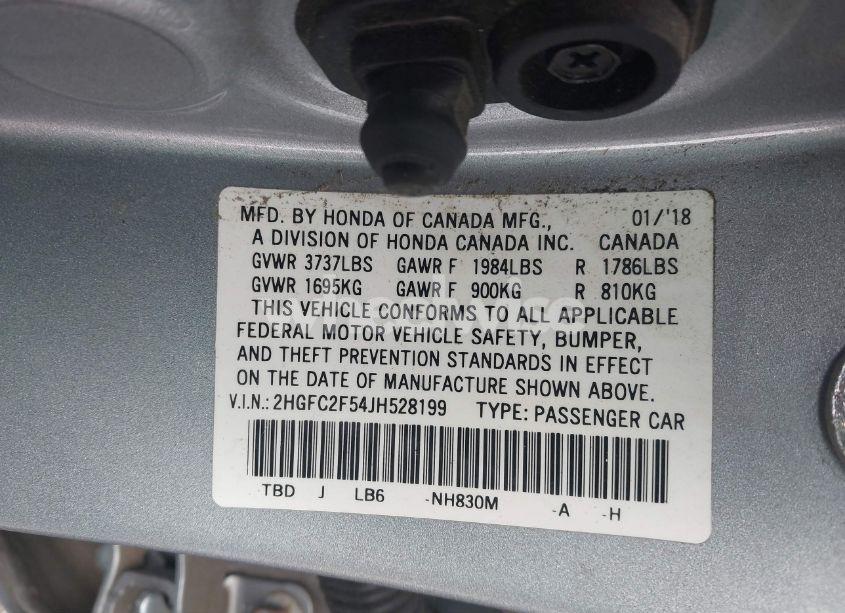 MFD. BY HONDA OF CANADA MFG., 01/'18
A DIVISION OF HONDA CANADA INC. CANADA
GVWR 3737LBS GAWR F 1984LBS R 1786LBS
GVWR 1695KG GAWR F 900KG R 810KG
THIS VEHICLE CONFORMS TO ALL APPLICABLE
FEDERAL MOTOR VEHICLE SAFETY, BUMPER,
AND THEFT PREVENTION STANDARDS IN EFFECT
ON THE DATE OF MANUFACTURE SHOWN ABOVE.
V.I.N.: 2HGFC2F54JH528199 TYPE: PASSENGER CAR
TBD J LB6 -NH830M -A -H